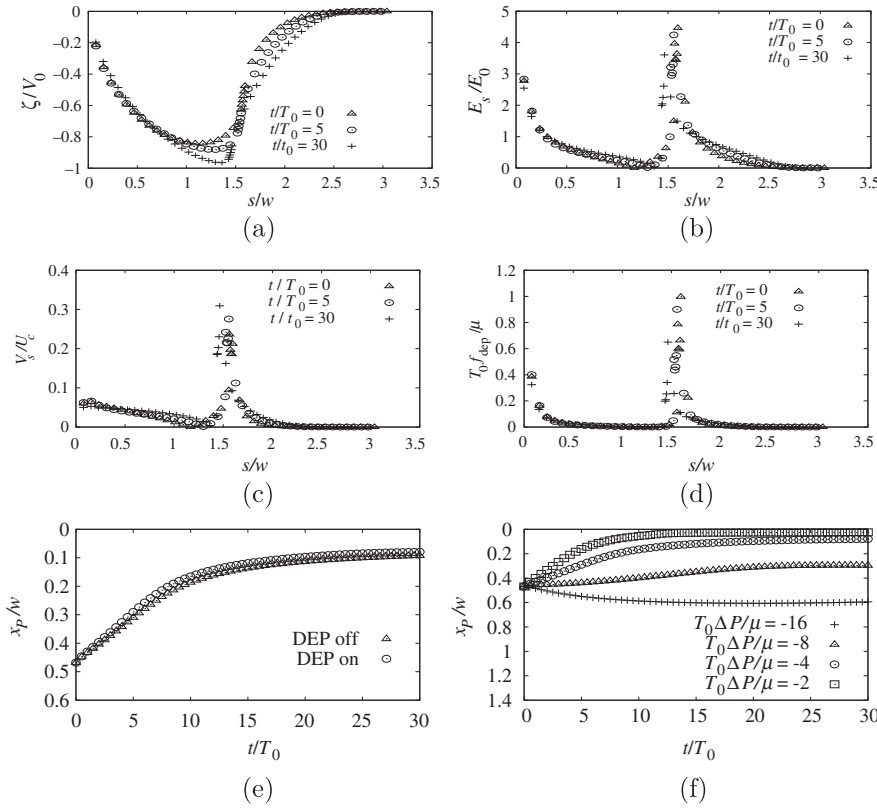 0
−0.2
−0.4
−0.6
−0.8
−1
ζ/V0
t/T0 = 0
t/T0 = 5
t/t0 = 30
0 0.5 1 1.5 2 2.5 3 3.5
s/w
(a)
5
4
3
2
1
0
Es/E0
t/T0 = 0
t/T0 = 5
t/t0 = 30
0 0.5 1 1.5 2 2.5 3 3.5
s/w
(b)
0.4
0.3
0.2
0.1
0
Vs/Uc
t / T0 = 0
t / T0 = 5
t / t0 = 30
0 0.5 1 1.5 2 2.5 3 3.5
s/w
(c)
1.2
1
0.8
0.6
0.4
0.2
0
T0 fdep /μ
t/T0 = 0
t/T0 = 5
t/t0 = 30
0 0.5 1 1.5 2 2.5 3 3.5
s/w
(d)
0
0.1
0.2
0.3
0.4
0.5
0.6
xP/w
DEP off
DEP on
0 5 10 15 20 25 30
t/T0
(e)
0
0.2
0.4
0.6
0.8
1
1.2
1.4
xP/w
T0ΔP/μ= -16
T0ΔP/μ= -8
T0ΔP/μ= -4
T0ΔP/μ= -2
0 5 10 15 20 25 30
t/T0
(f)